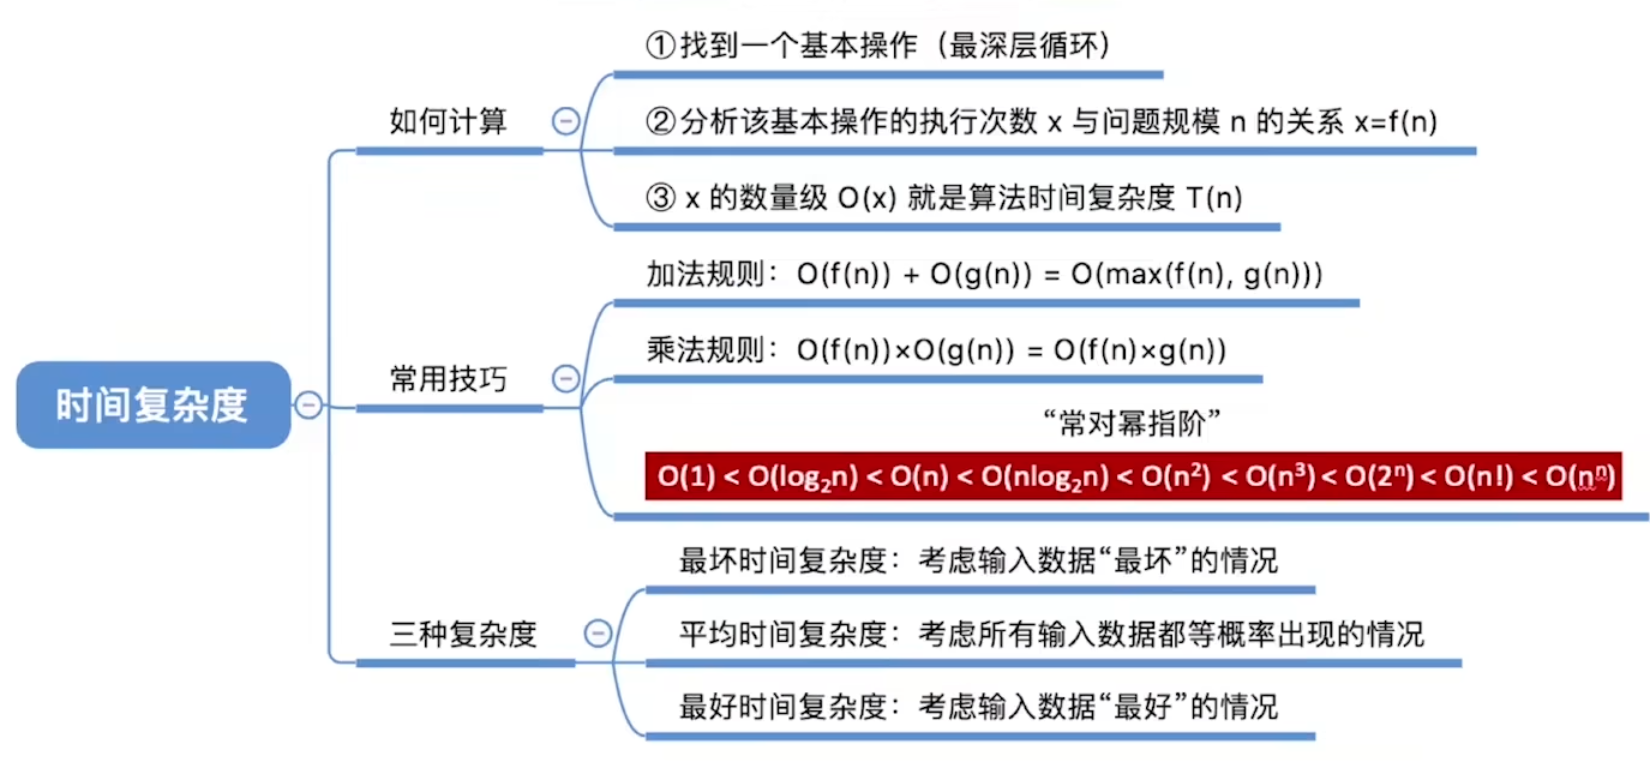 时间复杂度
如何计算
①找到一个基本操作（最深层循环）
②分析该基本操作的执行次数 x 与问题规模 n 的关系 x=f(n)
③ x 的数量级 O(x) 就是算法时间复杂度 T(n)
常用技巧
加法规则：O(f(n)) + O(g(n)) = O(max(f(n), g(n)))
乘法规则：O(f(n))×O(g(n)) = O(f(n)×g(n))
“常对幂指阶”
O(1) < O(log₂n) < O(n) < O(nlog₂n) < O(n²) < O(n³) < O(2ⁿ) < O(n!) < O(nⁿ)
三种复杂度
最坏时间复杂度：考虑输入数据“最坏”的情况
平均时间复杂度：考虑所有输入数据都等概率出现的情况
最好时间复杂度：考虑输入数据“最好”的情况